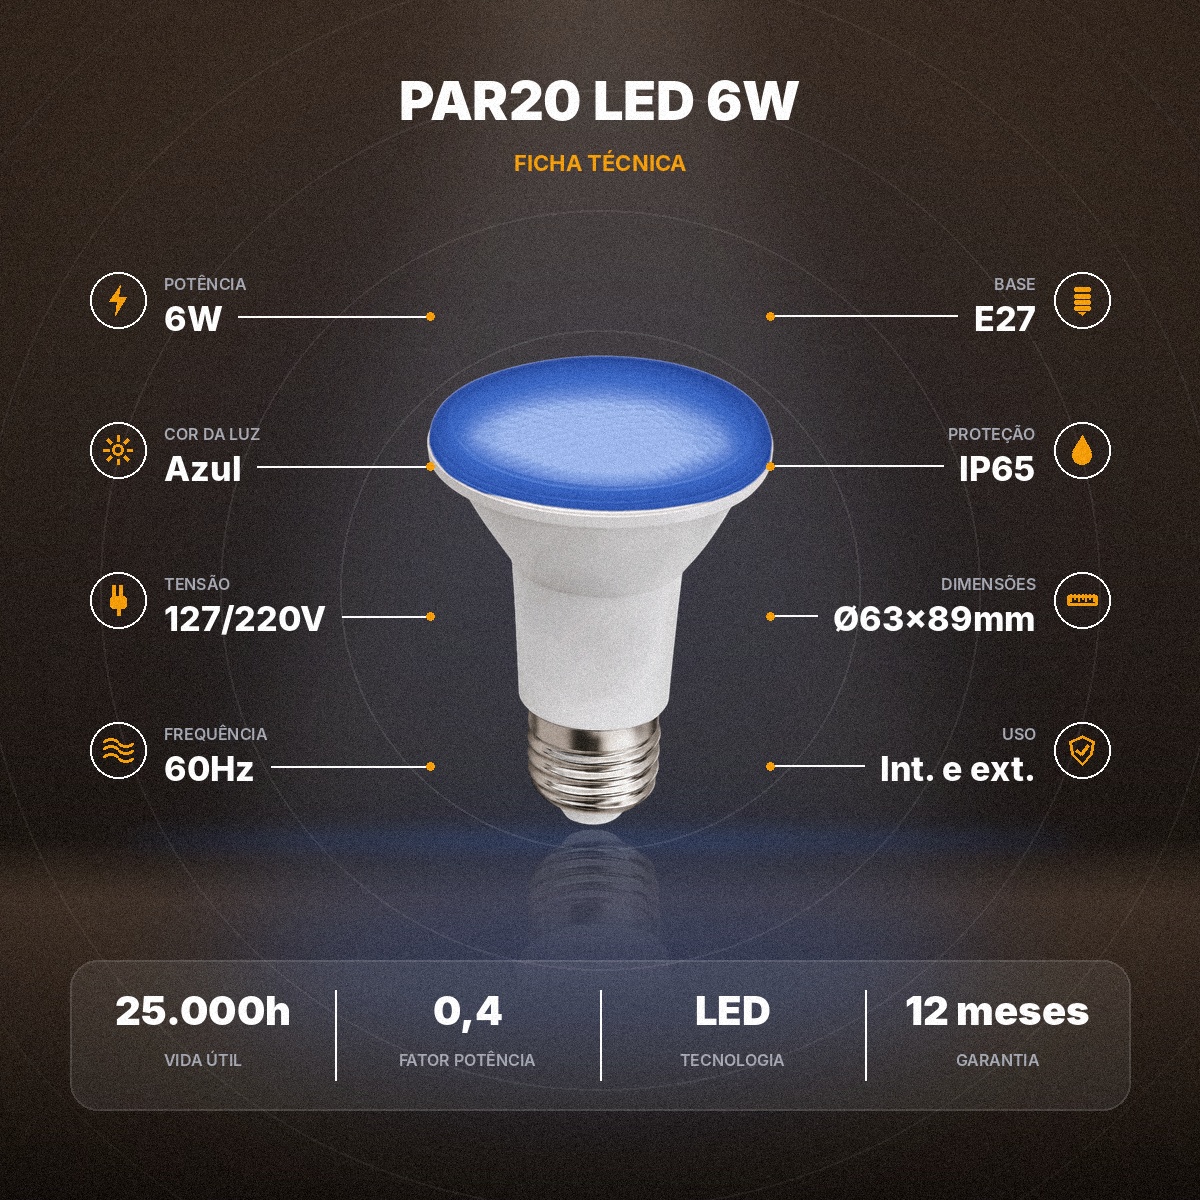 PAR20 LED 6W
FICHA TÉCNICA
POTÊNCIA
6W
BASE
E27
COR DA LUZ
Azul
PROTEÇÃO
IP65
TENSÃO
127/220V
DIMENSÕES
Ø63×89mm
FREQUÊNCIA
60Hz
USO
Int. e ext.
25.000h
VIDA ÚTIL
0,4
FATOR POTÊNCIA
LED
TECNOLOGIA
12 meses
GARANTIA